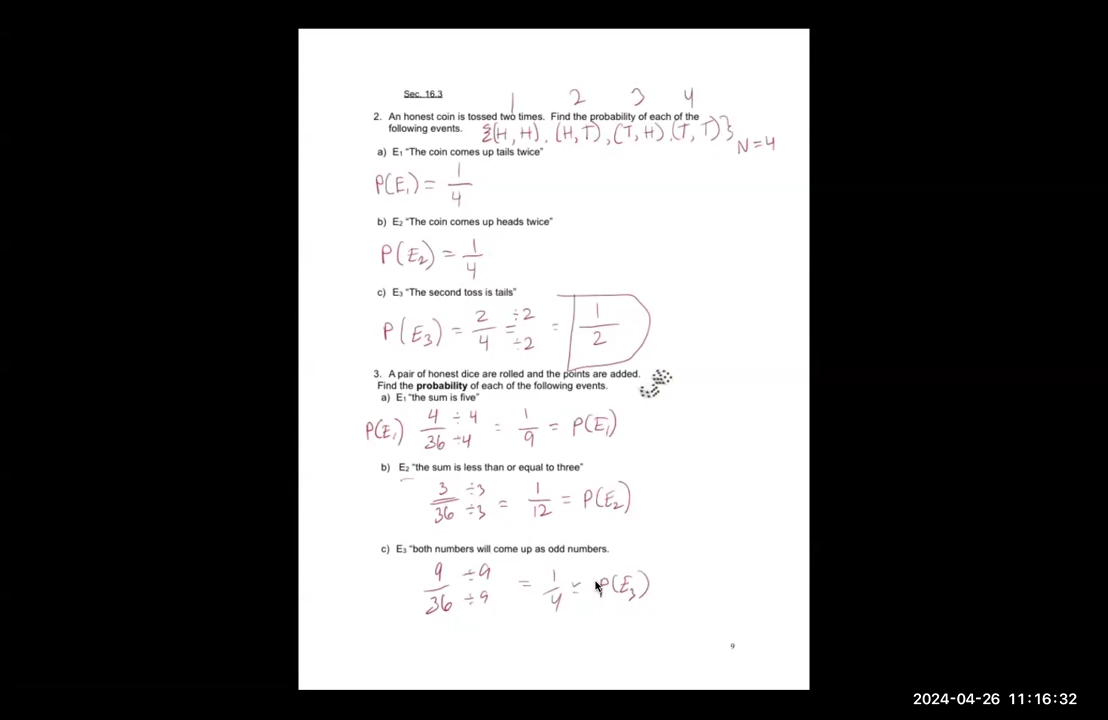 Sec. 16.3
1 2 3 4
2. An honest coin is tossed two times. Find the probability of each of the
following events. {(H, H), (H, T), (T, H), (T, T)}
N=4
a) E₁ "The coin comes up tails twice"
P(E₁) = 1/4
b) E₂ "The coin comes up heads twice"
P(E₂) = 1/4
c) E₃ "The second toss is tails"
P(E₃) = 2/4 = ÷2/÷2 = 1/2
3. A pair of honest dice are rolled and the points are added.
Find the probability of each of the following events.
a) E₁ "the sum is five"
P(E₁) 4/36 ÷4/÷4 = 1/9 = P(E₁)
b) E₂ "the sum is less than or equal to three"
3/36 ÷3/÷3 = 1/12 = P(E₂)
c) E₃ "both numbers will come up as odd numbers.
9/36 ÷9/÷9 = 1/4 = P(E₃)
9
2024-04-26 11:16:32